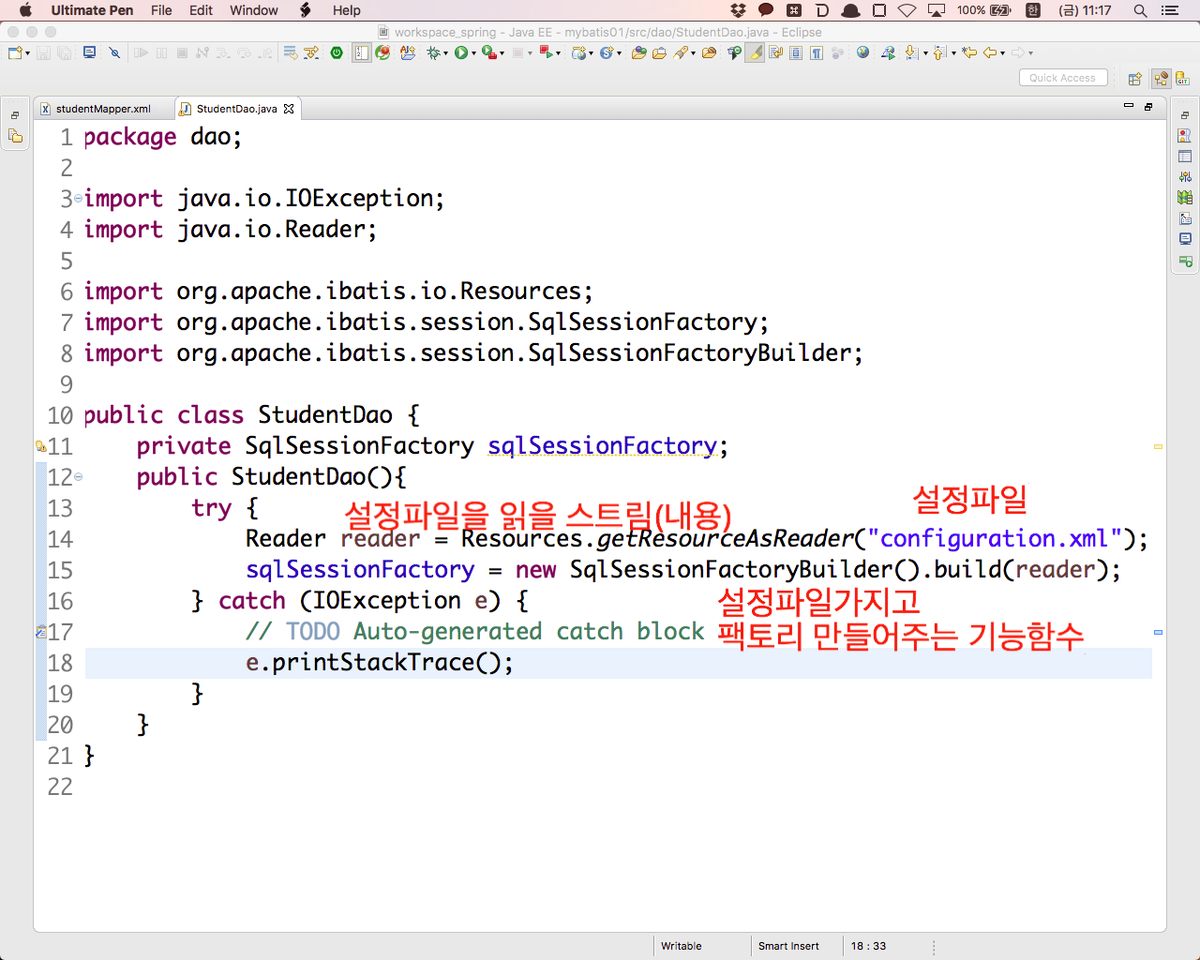 Ultimate Pen File Edit Window Help 100% 한 (금) 11:17
workspace_spring - Java EE - mybatis01/src/dao/StudentDao.java - Eclipse
Quick Access
studentMapper.xml StudentDao.java
1 package dao;
2
3 import java.io.IOException;
4 import java.io.Reader;
5
6 import org.apache.ibatis.io.Resources;
7 import org.apache.ibatis.session.SqlSessionFactory;
8 import org.apache.ibatis.session.SqlSessionFactoryBuilder;
9
10 public class StudentDao {
11 private SqlSessionFactory sqlSessionFactory;
12 public StudentDao(){
13 try {
설정파일을 읽을 스트림(내용) 설정파일
14 Reader reader = Resources.getResourceAsReader("configuration.xml");
15 sqlSessionFactory = new SqlSessionFactoryBuilder().build(reader);
16 } catch (IOException e) {
설정파일가지고
17 // TODO Auto-generated catch block
팩토리 만들어주는 기능함수
18 e.printStackTrace();
19 }
20 }
21 }
22
Writable Smart Insert 18 : 33